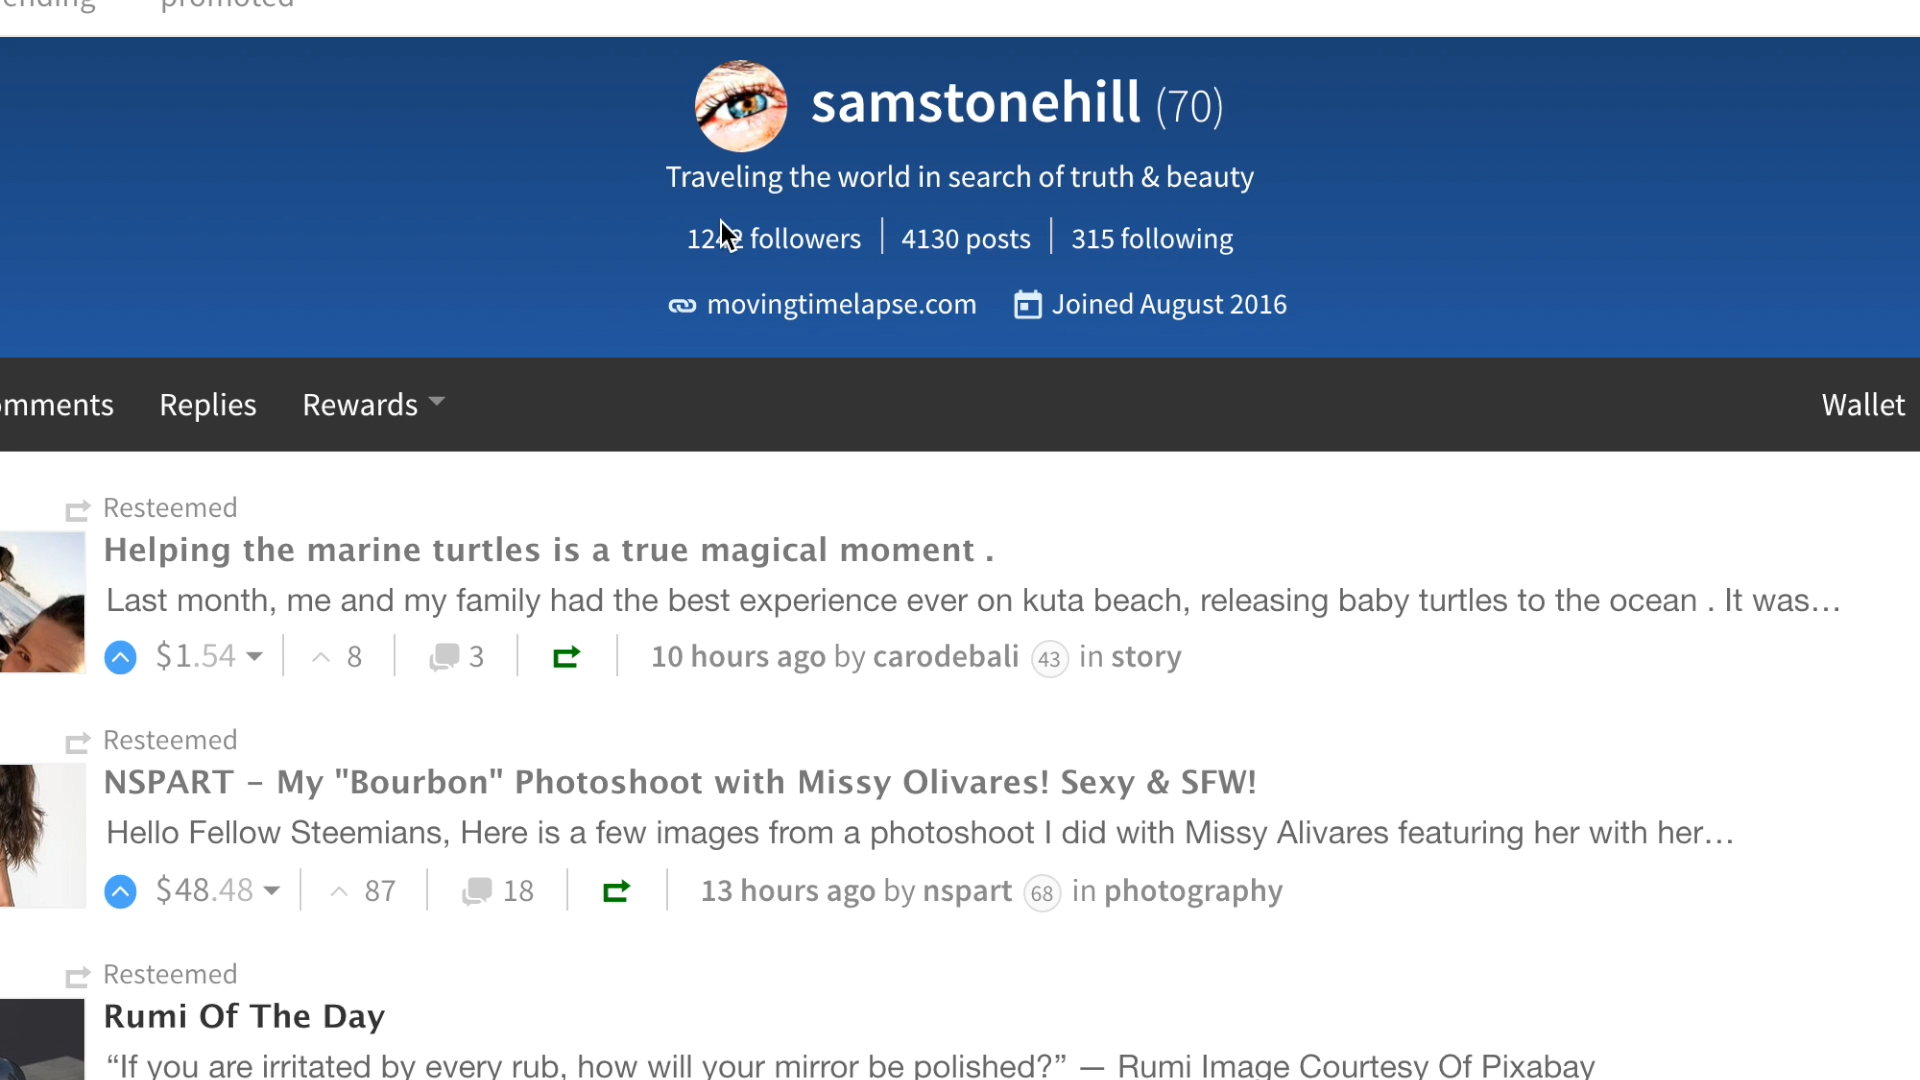 promoted
samstonehill (70)
Traveling the world in search of truth & beauty
followers | 4130 posts | 315 following
movingtimelapse.com Joined August 2016
omments Replies Rewards Wallet
Resteemed
Helping the marine turtles is a true magical moment .
Last month, me and my family had the best experience ever on kuta beach, releasing baby turtles to the ocean . It was...
$1.54 8 3 10 hours ago by carodebali 43 in story
Resteemed
NSPART – My "Bourbon" Photoshoot with Missy Olivares! Sexy & SFW!
Hello Fellow Steemians, Here is a few images from a photoshoot I did with Missy Alivares featuring her with her...
$48.48 87 18 13 hours ago by nspart 68 in photography
Resteemed
Rumi Of The Day
“If you are irritated by every rub, how will your mirror be polished?” — Rumi Image Courtesy Of Pixabay